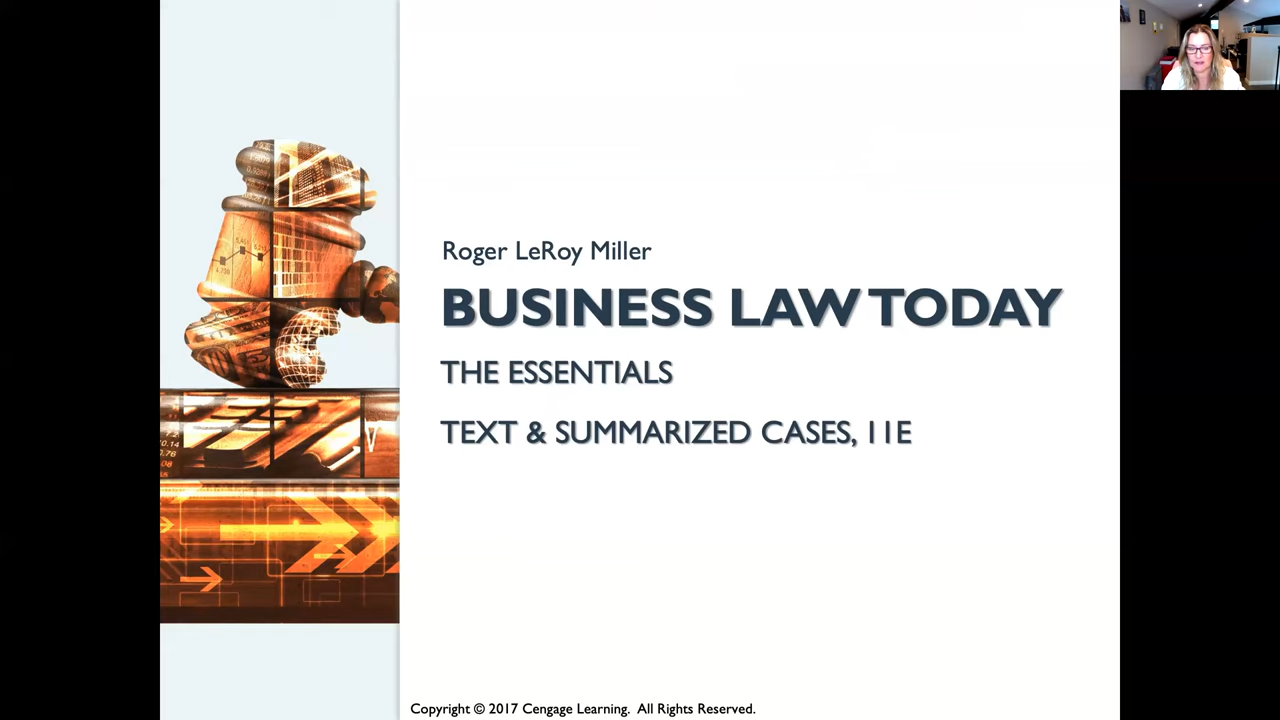 Roger LeRoy Miller
BUSINESS LAW TODAY
THE ESSENTIALS
TEXT & SUMMARIZED CASES, 11E
Copyright © 2017 Cengage Learning. All Rights Reserved.